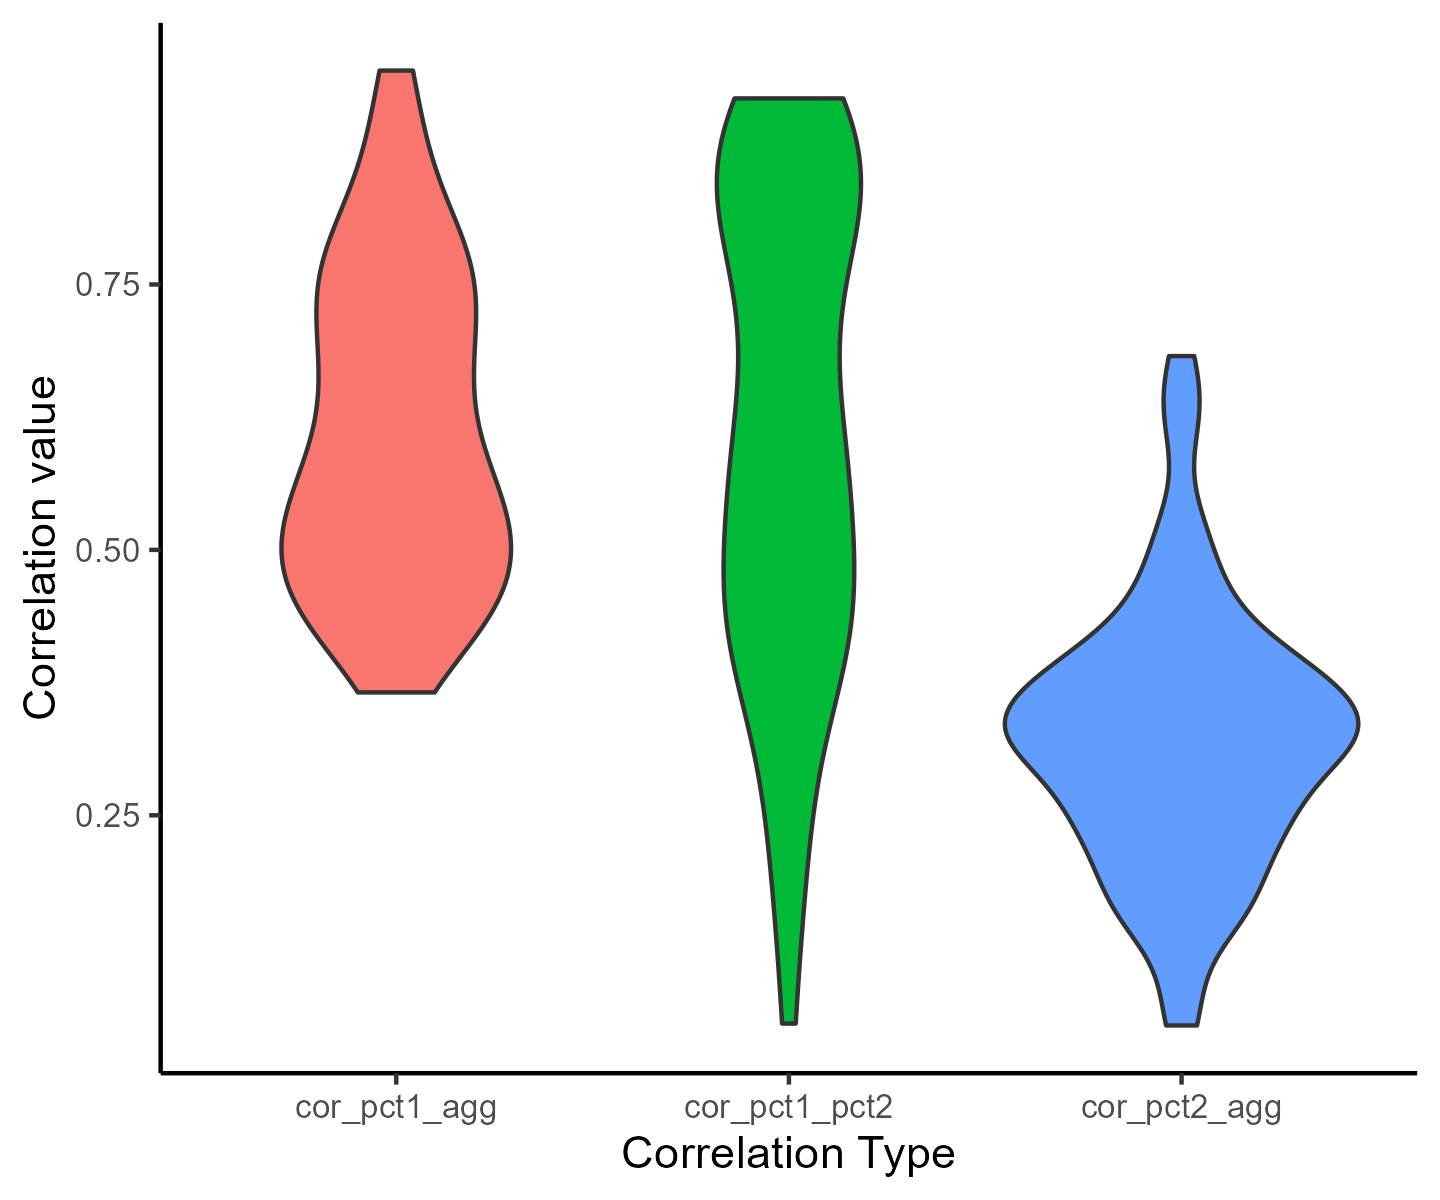 Correlation value
0.75
0.50
0.25
cor_pct1_agg
cor_pct1_pct2
cor_pct2_agg
Correlation Type